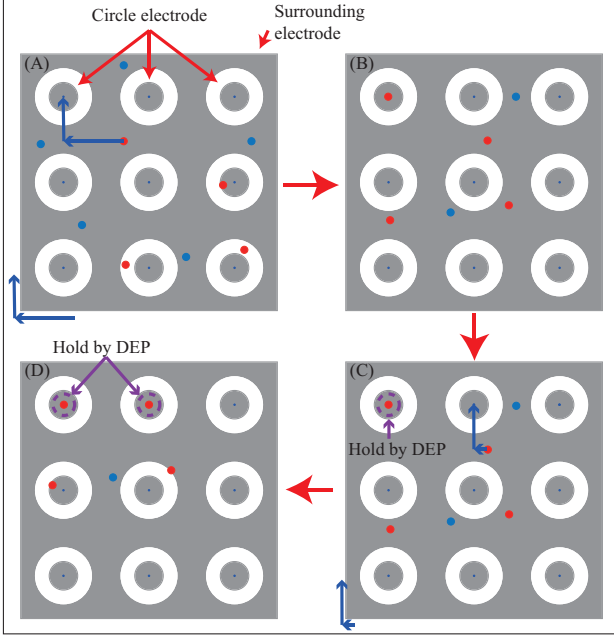 Circle electrode
Surrounding
electrode
(A)
(B)
Hold by DEP
(D)
(C)
Hold by DEP